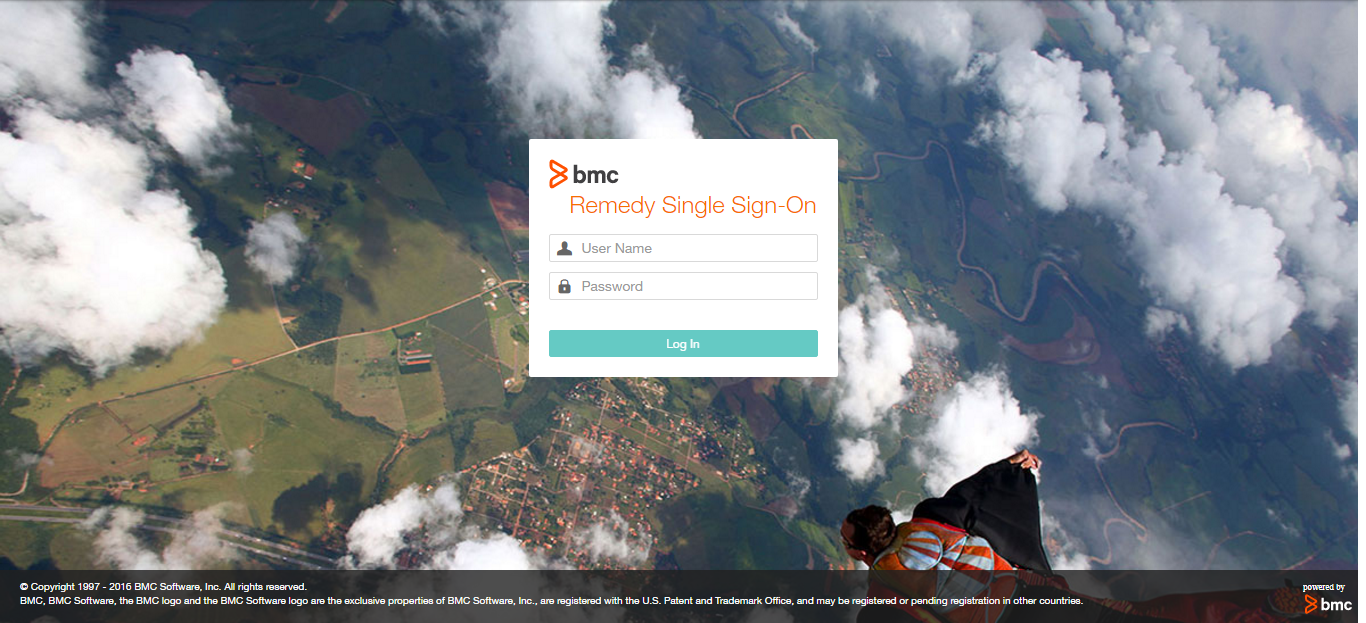 bmc
Remedy Single Sign-On
User Name
Password
Log In
© Copyright 1997 - 2016 BMC Software, Inc. All rights reserved.
BMC, BMC Software, the BMC logo and the BMC Software logo are the exclusive properties of BMC Software, Inc., are registered with the U.S. Patent and Trademark Office, and may be registered or pending registration in other countries.
powered by
bmc